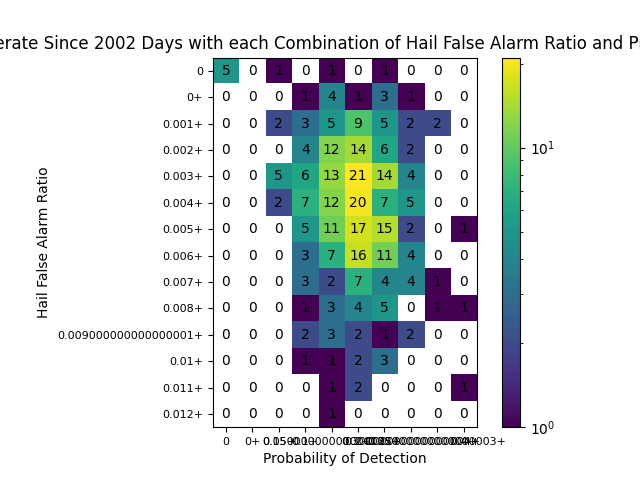 erate Since 2002 Days with each Combination of Hail False Alarm Ratio and P
Hail False Alarm Ratio
0 5 0 1 0 1 0 1 0 0 0
0+ 0 0 0 1 4 1 3 1 0 0
0.001+ 0 0 2 3 5 9 5 2 2 0
0.002+ 0 0 0 4 12 14 6 2 0 0
0.003+ 0 0 5 6 13 21 14 4 0 0
0.004+ 0 0 2 7 12 20 7 5 0 0
0.005+ 0 0 0 5 11 17 15 2 0 1
0.006+ 0 0 0 3 7 16 11 4 0 0
0.007+ 0 0 0 3 2 7 4 4 1 0
0.008+ 0 0 0 1 3 4 5 0 1 1
0.009000000000000001+ 0 0 0 2 3 2 1 2 0 0
0.01+ 0 0 0 1 1 2 3 0 0 0
0.011+ 0 0 0 0 1 2 0 0 0 1
0.012+ 0 0 0 0 1 0 0 0 0 0
0 0+
Probability of Detection
10¹
10⁰